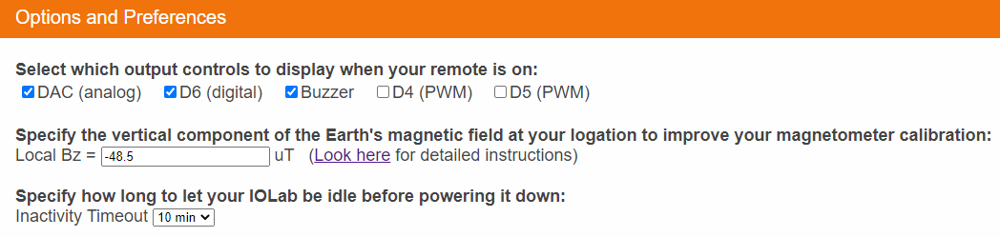 Options and Preferences
Select which output controls to display when your remote is on:
DAC (analog) D6 (digital) Buzzer D4 (PWM) D5 (PWM)
Specify the vertical component of the Earth's magnetic field at your logation to improve your magnetometer calibration:
Local Bz = -48.5 uT (Look here for detailed instructions)
Specify how long to let your IOLab be idle before powering it down:
Inactivity Timeout 10 min